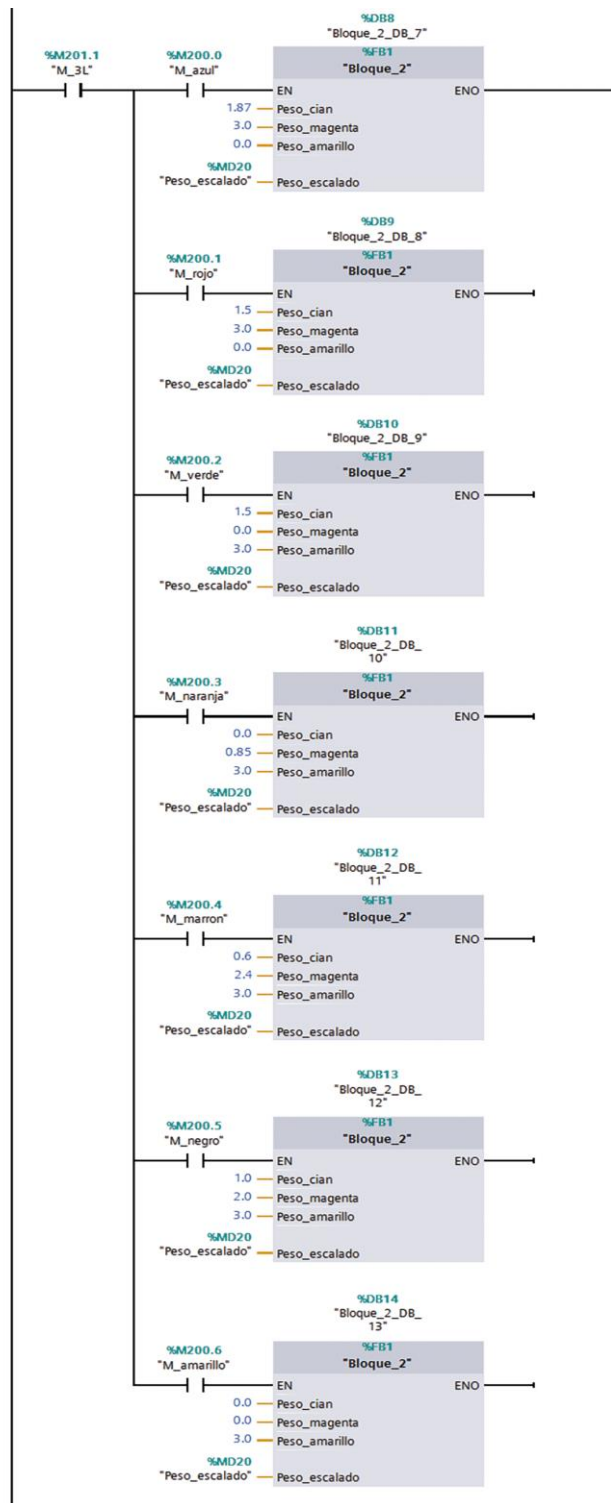 %DB8
"Bloque_2_DB_7"
%M201.1 %M200.0 %FB1
"M_3L" "M_azul" "Bloque_2"
EN ENO
1.87 Peso_cian
3.0 Peso_magenta
0.0 Peso_amarillo
%MD20
"Peso_escalado" Peso_escalado
%DB9
"Bloque_2_DB_8"
%M200.1 %FB1
"M_rojo" "Bloque_2"
EN ENO
1.5 Peso_cian
3.0 Peso_magenta
0.0 Peso_amarillo
%MD20
"Peso_escalado" Peso_escalado
%DB10
"Bloque_2_DB_9"
%M200.2 %FB1
"M_verde" "Bloque_2"
EN ENO
1.5 Peso_cian
0.0 Peso_magenta
3.0 Peso_amarillo
%MD20
"Peso_escalado" Peso_escalado
%DB11
"Bloque_2_DB_
10"
%M200.3 %FB1
"M_naranja" "Bloque_2"
EN ENO
0.0 Peso_cian
0.85 Peso_magenta
3.0 Peso_amarillo
%MD20
"Peso_escalado" Peso_escalado
%DB12
"Bloque_2_DB_
11"
%M200.4 %FB1
"M_marron" "Bloque_2"
EN ENO
0.6 Peso_cian
2.4 Peso_magenta
3.0 Peso_amarillo
%MD20
"Peso_escalado" Peso_escalado
%DB13
"Bloque_2_DB_
12"
%M200.5 %FB1
"M_negro" "Bloque_2"
EN ENO
1.0 Peso_cian
2.0 Peso_magenta
3.0 Peso_amarillo
%MD20
"Peso_escalado" Peso_escalado
%DB14
"Bloque_2_DB_
13"
%M200.6 %FB1
"M_amarillo" "Bloque_2"
EN ENO
0.0 Peso_cian
0.0 Peso_magenta
3.0 Peso_amarillo
%MD20
"Peso_escalado" Peso_escalado